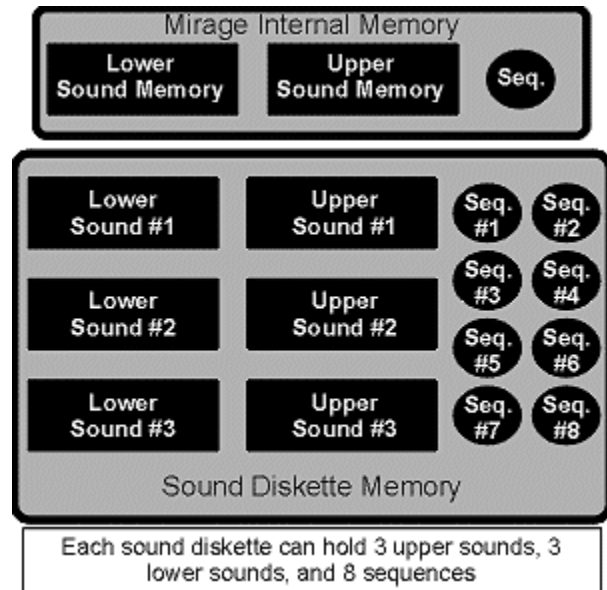 Mirage Internal Memory
Lower
Sound Memory
Upper
Sound Memory
Seq.
Lower
Sound #1
Upper
Sound #1
Seq.
#1
Seq.
#2
Seq.
#3
Seq.
#4
Lower
Sound #2
Upper
Sound #2
Seq.
#5
Seq.
#6
Lower
Sound #3
Upper
Sound #3
Seq.
#7
Seq.
#8
Sound Diskette Memory
Each sound diskette can hold 3 upper sounds, 3
lower sounds, and 8 sequences